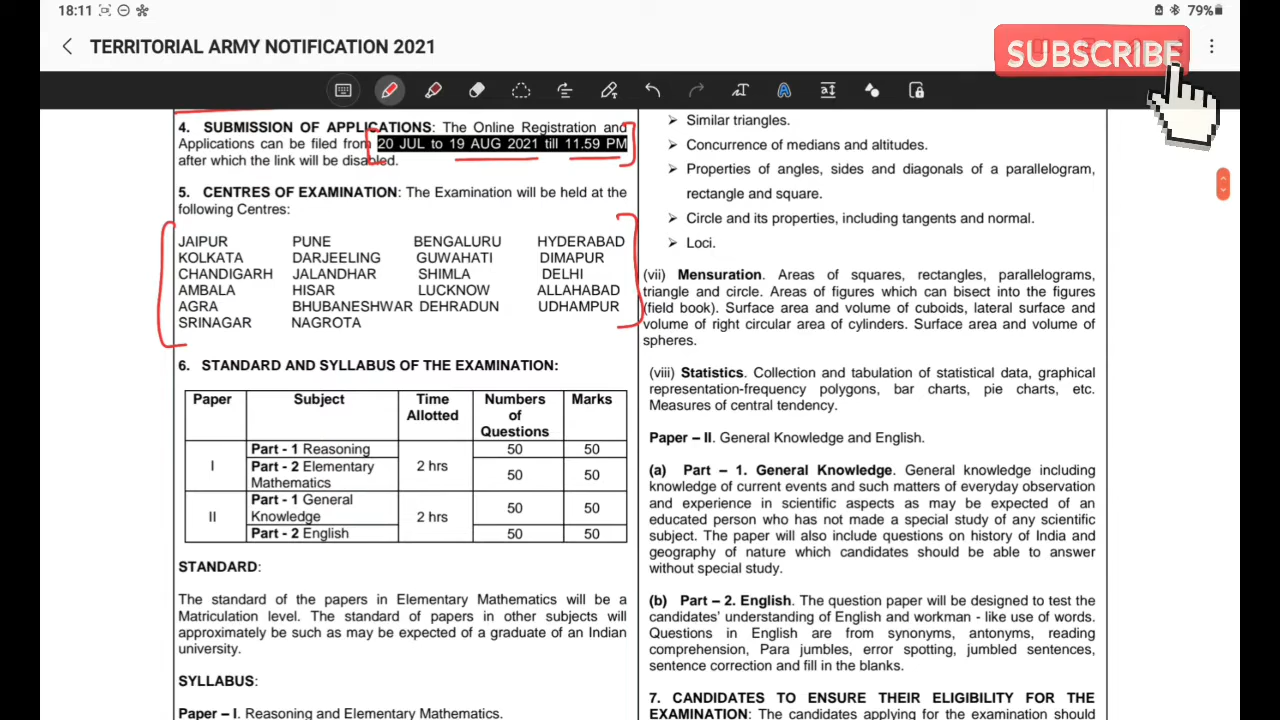 18:11
79%
TERRITORIAL ARMY NOTIFICATION 2021
SUBSCRIBE
4. SUBMISSION OF APPLICATIONS: The Online Registration and
Applications can be filed from 20 JUL to 19 AUG 2021 till 11.59 PM
after which the link will be disabled.
5. CENTRES OF EXAMINATION: The Examination will be held at the
following Centres:
JAIPUR PUNE BENGALURU HYDERABAD
KOLKATA DARJEELING GUWAHATI DIMAPUR
CHANDIGARH JALANDHAR SHIMLA DELHI
AMBALA HISAR LUCKNOW ALLAHABAD
AGRA BHUBANESHWAR DEHRADUN UDHAMPUR
SRINAGAR NAGROTA
6. STANDARD AND SYLLABUS OF THE EXAMINATION:
Paper Subject Time Allotted Numbers of Questions Marks
I Part - 1 Reasoning 2 hrs 50 50
Part - 2 Elementary Mathematics 50 50
II Part - 1 General Knowledge 2 hrs 50 50
Part - 2 English 50 50
STANDARD:
The standard of the papers in Elementary Mathematics will be a
Matriculation level. The standard of papers in other subjects will
approximately be such as may be expected of a graduate of an Indian
university.
SYLLABUS:
Paper – I. Reasoning and Elementary Mathematics.
➢ Similar triangles.
➢ Concurrence of medians and altitudes.
➢ Properties of angles, sides and diagonals of a parallelogram,
rectangle and square.
➢ Circle and its properties, including tangents and normal.
➢ Loci.
(vii) Mensuration. Areas of squares, rectangles, parallelograms,
triangle and circle. Areas of figures which can bisect into the figures
(field book). Surface area and volume of cuboids, lateral surface and
volume of right circular area of cylinders. Surface area and volume of
spheres.
(viii) Statistics. Collection and tabulation of statistical data, graphical
representation-frequency polygons, bar charts, pie charts, etc.
Measures of central tendency.
Paper – II. General Knowledge and English.
(a) Part – 1. General Knowledge. General knowledge including
knowledge of current events and such matters of everyday observation
and experience in scientific aspects as may be expected of an
educated person who has not made a special study of any scientific
subject. The paper will also include questions on history of India and
geography of nature which candidates should be able to answer
without special study.
(b) Part – 2. English. The question paper will be designed to test the
candidates' understanding of English and workman - like use of words.
Questions in English are from synonyms, antonyms, reading
comprehension, Para jumbles, error spotting, jumbled sentences,
sentence correction and fill in the blanks.
7. CANDIDATES TO ENSURE THEIR ELIGIBILITY FOR THE
EXAMINATION: The candidates applying for the examination should